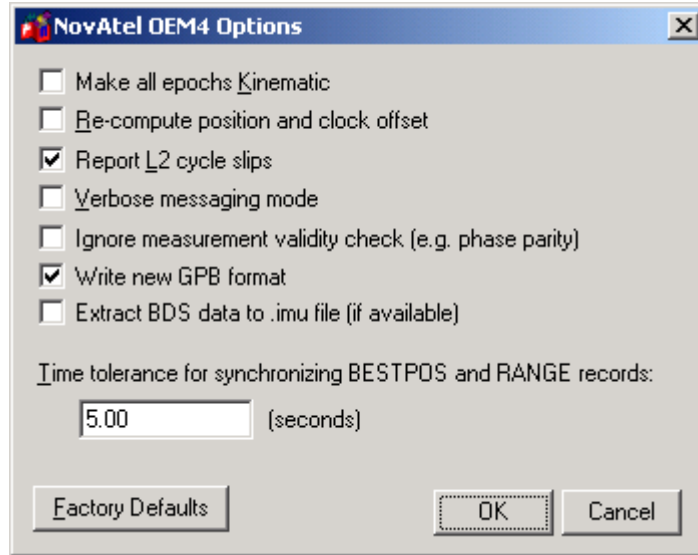 NovAtel OEM4 Options
Make all epochs Kinematic
Re-compute position and clock offset
Report L2 cycle slips
Verbose messaging mode
Ignore measurement validity check (e.g. phase parity)
Write new GPB format
Extract BDS data to .imu file (if available)
Time tolerance for synchronizing BESTPOS and RANGE records:
5.00 (seconds)
Factory Defaults OK Cancel